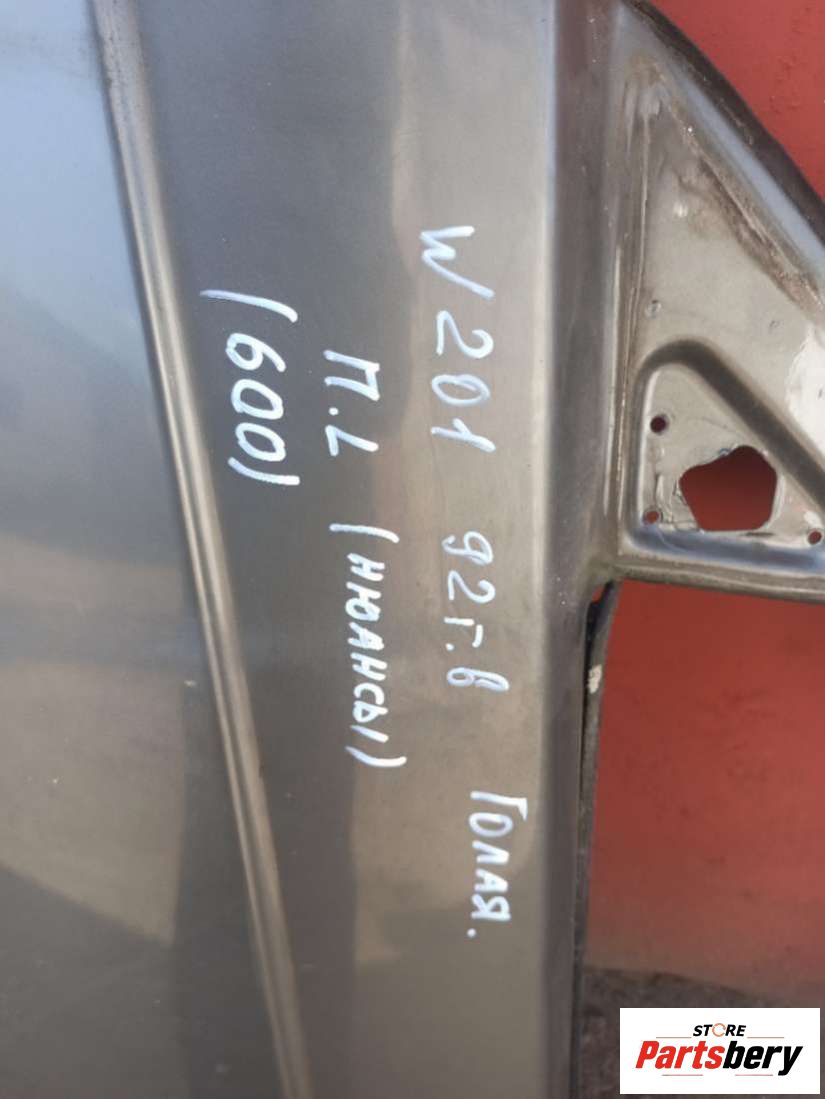 W201 92г.в Голая.
П.L (нюансы)
(600)
STORE
Partsbery